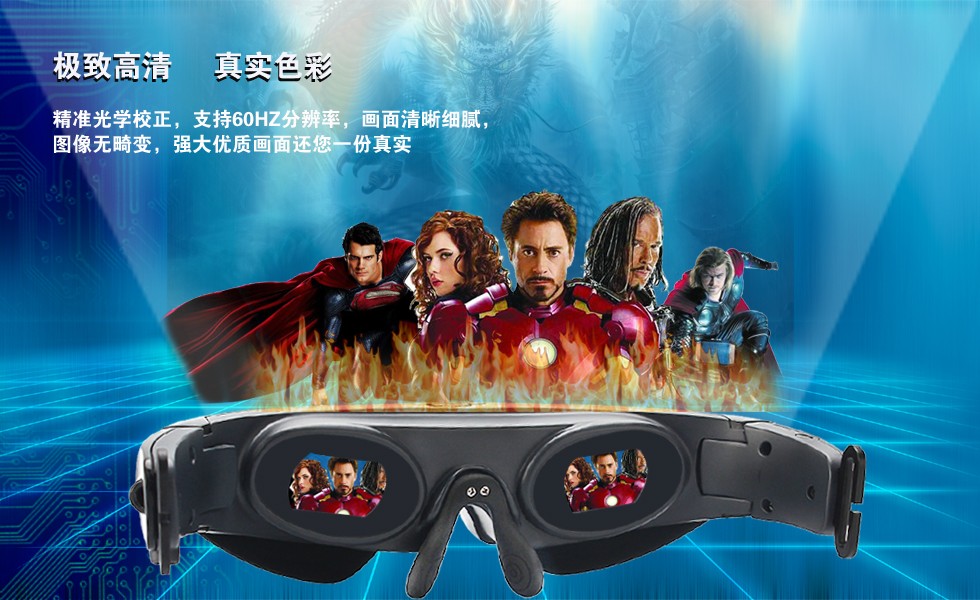 极致高清 真实色彩
精准光学校正，支持60HZ分辨率，画面清晰细腻，
图像无畸变，强大优质画面还您一份真实